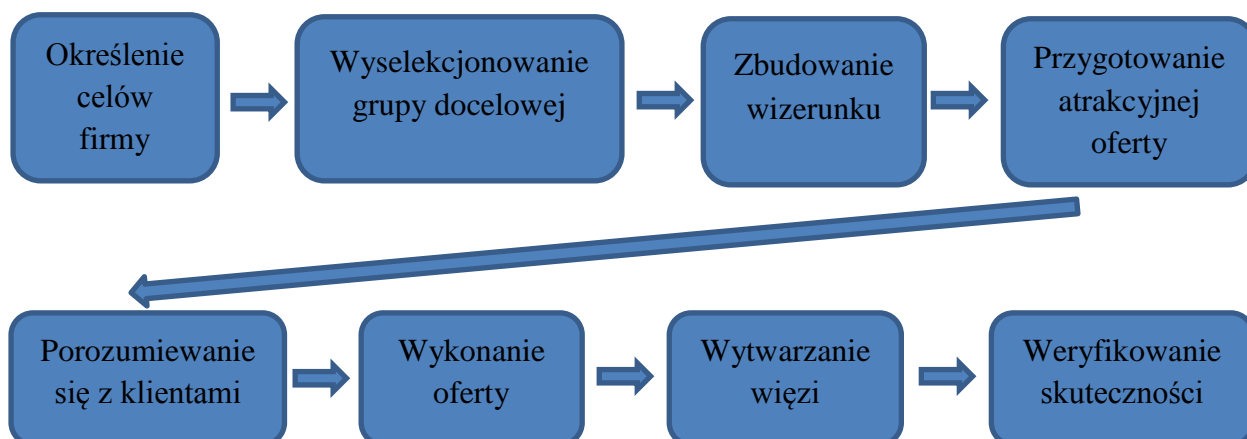 Określenie
celów
firmy
Wyselekcjonowanie
grupy docelowej
Zbudowanie
wizerunku
Przygotowanie
atrakcyjnej
oferty
Porozumiewanie
się z klientami
Wykonanie
oferty
Wytwarzanie
więzi
Weryfikowanie
skuteczności